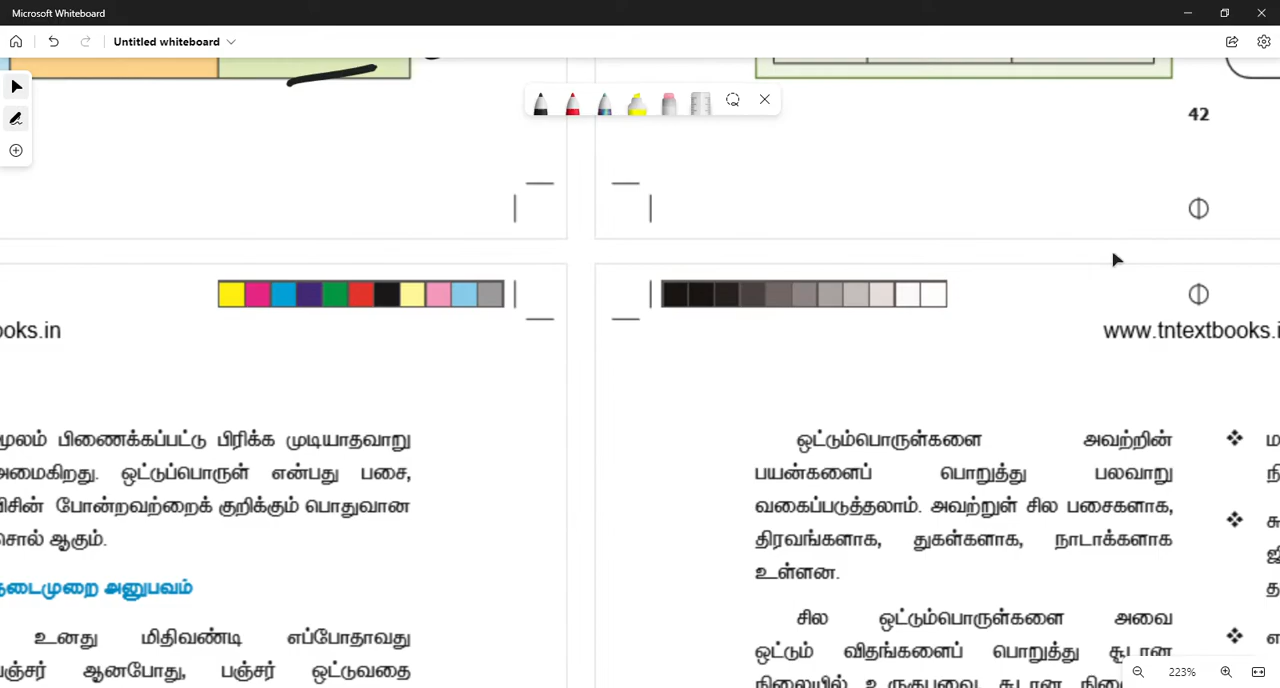 Microsoft Whiteboard
Untitled whiteboard
42
ooks.in
www.tntextbooks.i
மூலம் பிணைக்கப்பட்டு பிரிக்க முடியாதவாறு
அமைகிறது. ஒட்டுப்பொருள் என்பது பசை,
பிசின் போன்றவற்றைக் குறிக்கும் பொதுவான
சொல் ஆகும்.
நடைமுறை அனுபவம்
உனது மிதிவண்டி எப்போதாவது
பஞ்சர் ஆனபோது, பஞ்சர் ஒட்டுவதை
ஒட்டும்பொருள்களை அவற்றின்
பயன்களைப் பொறுத்து பலவாறு
வகைப்படுத்தலாம். அவற்றுள் சில பசைகளாக,
திரவங்களாக, துகள்களாக, நாடாக்களாக
உள்ளன.
சில ஒட்டும்பொருள்களை அவை
ஒட்டும் விதங்களைப் பொறுத்து சூடான
நிலையில் உருகுபவை, சூடான
223%